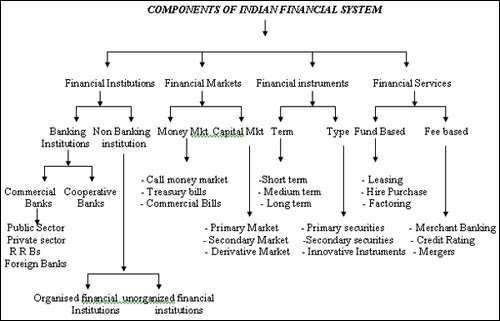 COMPONENTS OF INDIAN FINANCIAL SYSTEM
Financial Institutions Financial Markets Financial instruments Financial Services
Banking Institutions Non Banking institution Money Mkt Capital Mkt Term Type Fund Based Fee based
Commercial Banks Cooperative Banks
- Call money market
- Treasury bills
- Commercial Bills
-Short term
- Medium term
- Long term
- Leasing
- Hire Purchase
- Factoring
Public Sector
Private sector
R R Bs
Foreign Banks
- Primary Market
- Secondary Market
- Derivative Market
- Primary securities
-Secondary securities
- Innovative Instruments
- Merchant Banking
- Credit Rating
- Mergers
Organised financial unorganized financial
Institutions institutions